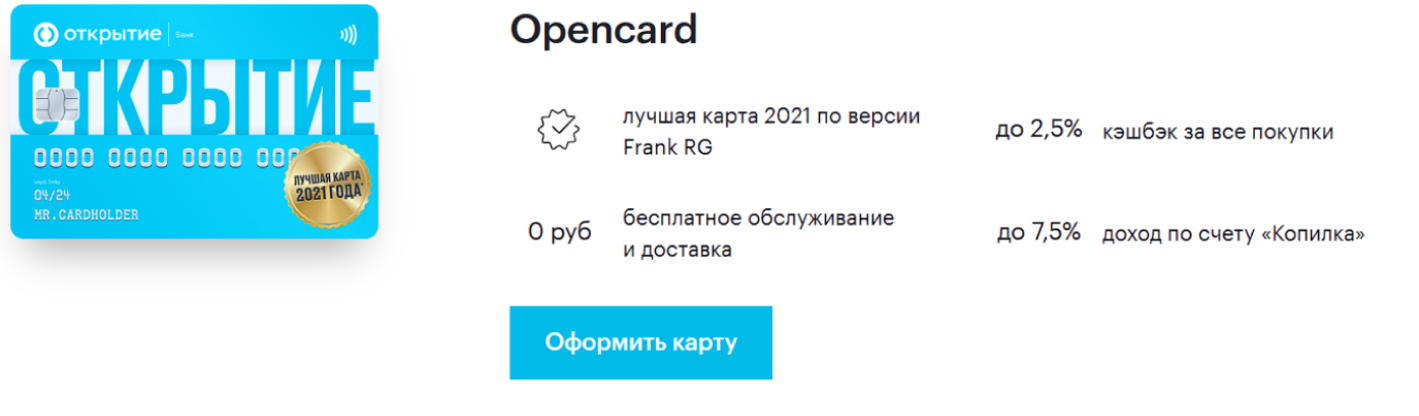 открытие Банк
ОТКРЫТИЕ
0000 0000 0000 000
VALID THRU
04/24
MR. CARDHOLDER
ЛУЧШАЯ КАРТА
2021 ГОДА*
Opencard
лучшая карта 2021 по версии
Frank RG
до 2,5% кэшбэк за все покупки
0 руб
бесплатное обслуживание
и доставка
до 7,5% доход по счету «Копилка»
Оформить карту